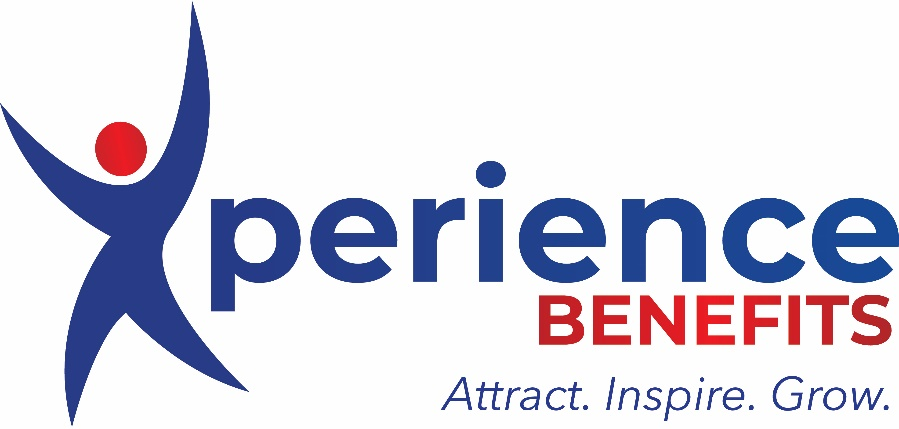 Xperience
BENEFITS
Attract. Inspire. Grow.